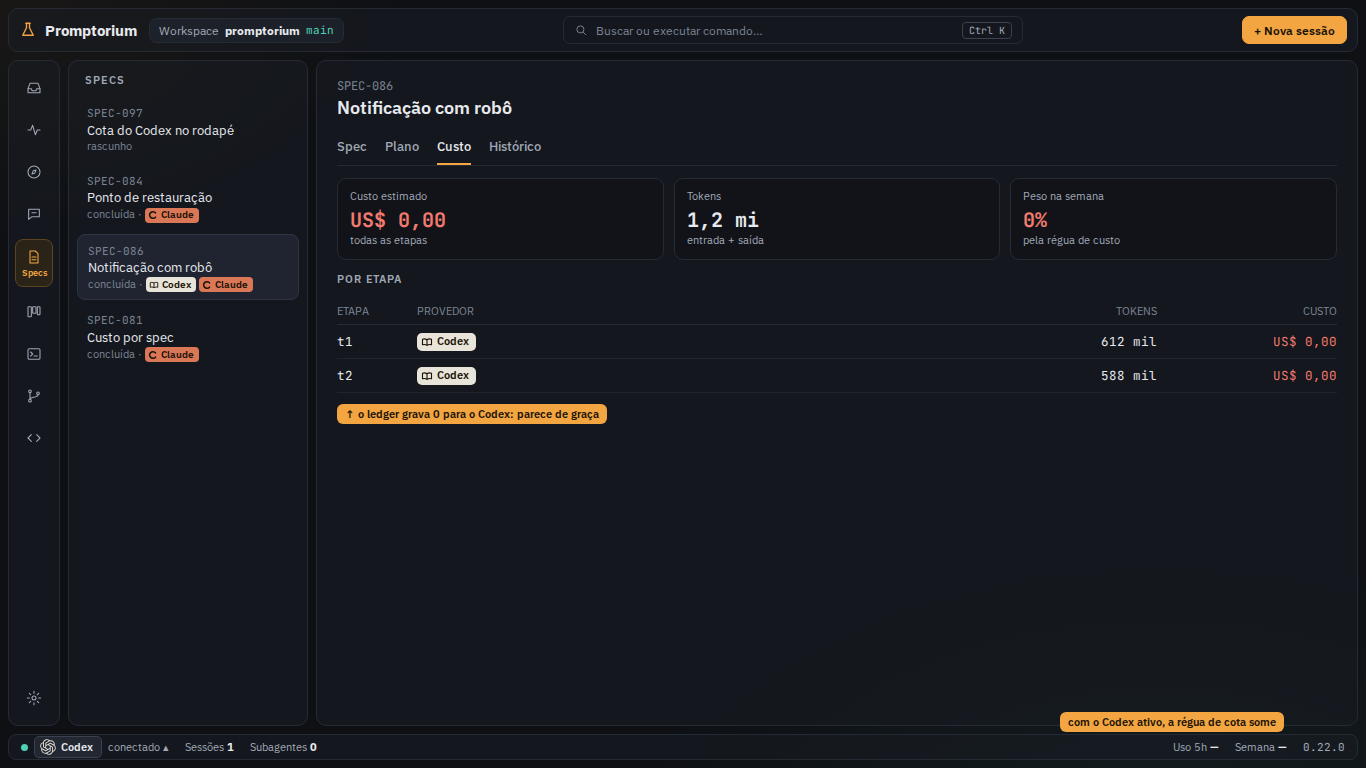 Promptorium
Workspace promptorium main
Buscar ou executar comando... Ctrl K
+ Nova sessão
Specs
SPECS
SPEC-097
Cota do Codex no rodapé
rascunho
SPEC-084
Ponto de restauração
concluída · Claude
SPEC-086
Notificação com robô
concluída · Codex Claude
SPEC-081
Custo por spec
concluída · Claude
SPEC-086
Notificação com robô
Spec Plano Custo Histórico
Custo estimado
US$ 0,00
todas as etapas
Tokens
1,2 mi
entrada + saída
Peso na semana
0%
pela régua de custo
POR ETAPA
ETAPA PROVEDOR TOKENS CUSTO
t1 Codex 612 mil US$ 0,00
t2 Codex 588 mil US$ 0,00
↑ o ledger grava 0 para o Codex: parece de graça
com o Codex ativo, a régua de cota some
Codex conectado ▴ Sessões 1 Subagentes 0 Uso 5h — Semana — 0.22.0